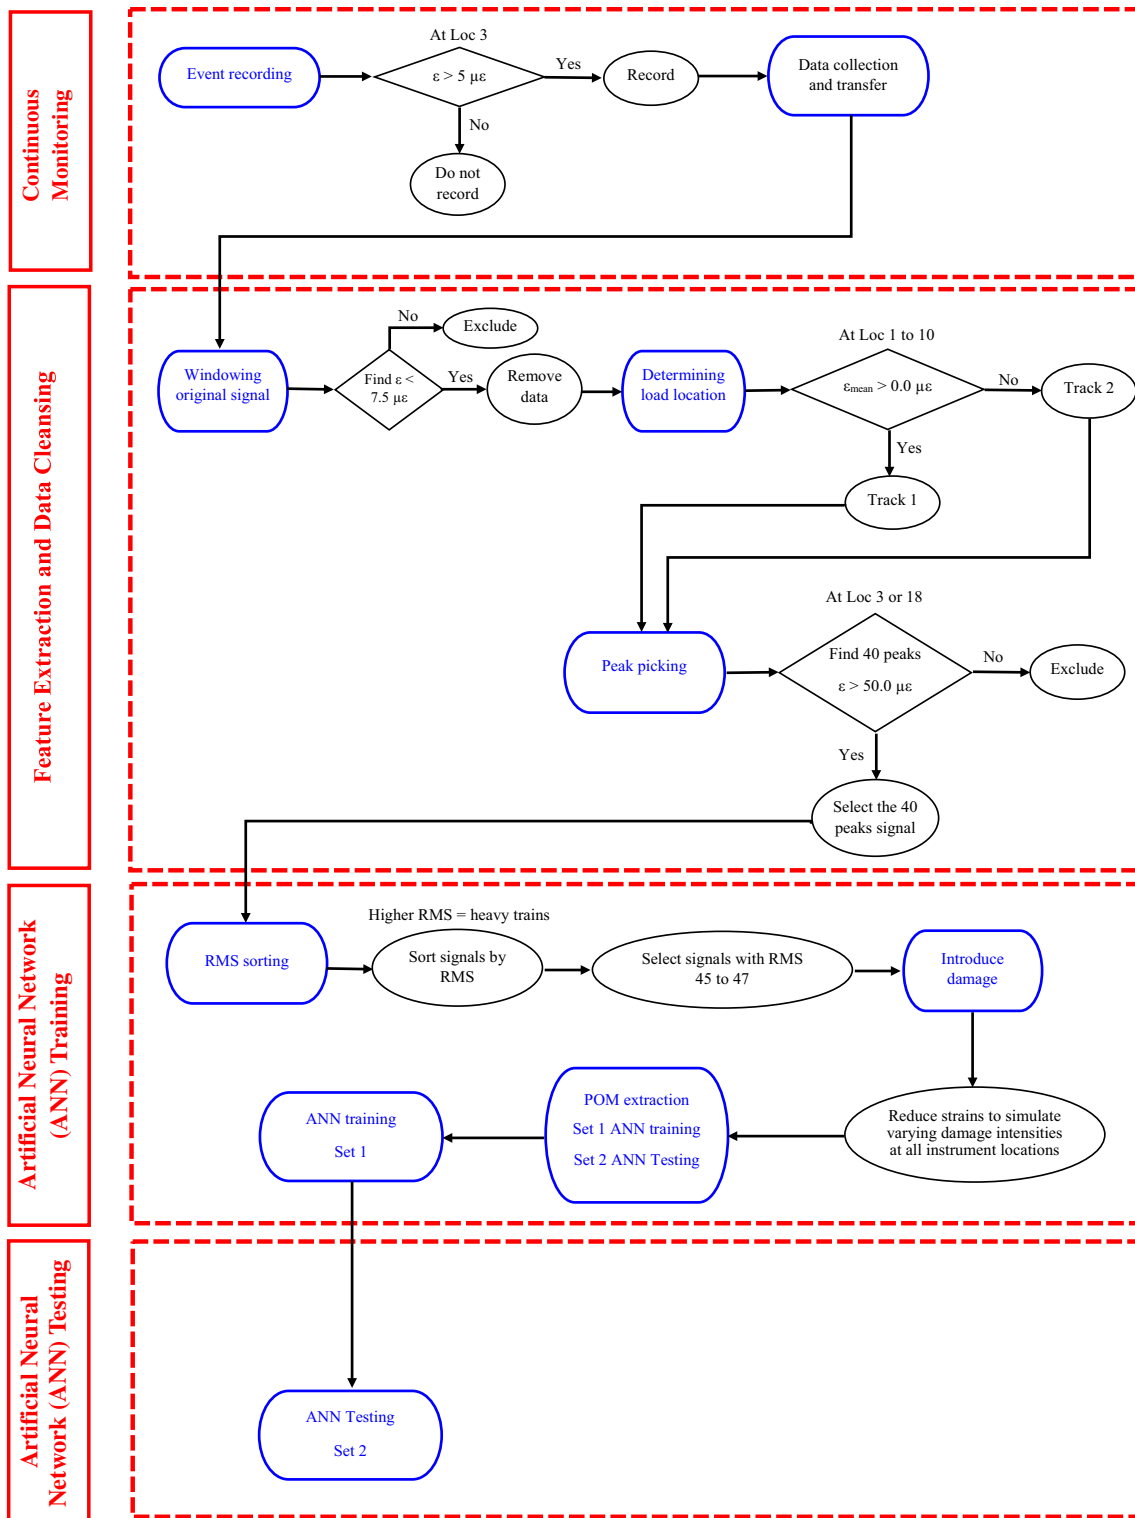 Continuous
Monitoring
At Loc 3
Event recording
ε > 5 με
Yes
Record
Data collection
and transfer
No
Do not
record
Feature Extraction and Data Cleansing
No
Exclude
Windowing
original signal
Find ε <
7.5 με
Yes
Remove
data
Determining
load location
At Loc 1 to 10
εmean > 0.0 με
No
Track 2
Yes
Track 1
At Loc 3 or 18
Peak picking
Find 40 peaks
ε > 50.0 με
No
Exclude
Yes
Select the 40
peaks signal
Artificial Neural Network
(ANN) Training
Higher RMS = heavy trains
RMS sorting
Sort signals by
RMS
Select signals with RMS
45 to 47
Introduce
damage
Reduce strains to simulate
varying damage intensities
at all instrument locations
POM extraction
Set 1 ANN training
Set 2 ANN Testing
ANN training
Set 1
Artificial Neural
Network (ANN) Testing
ANN Testing
Set 2